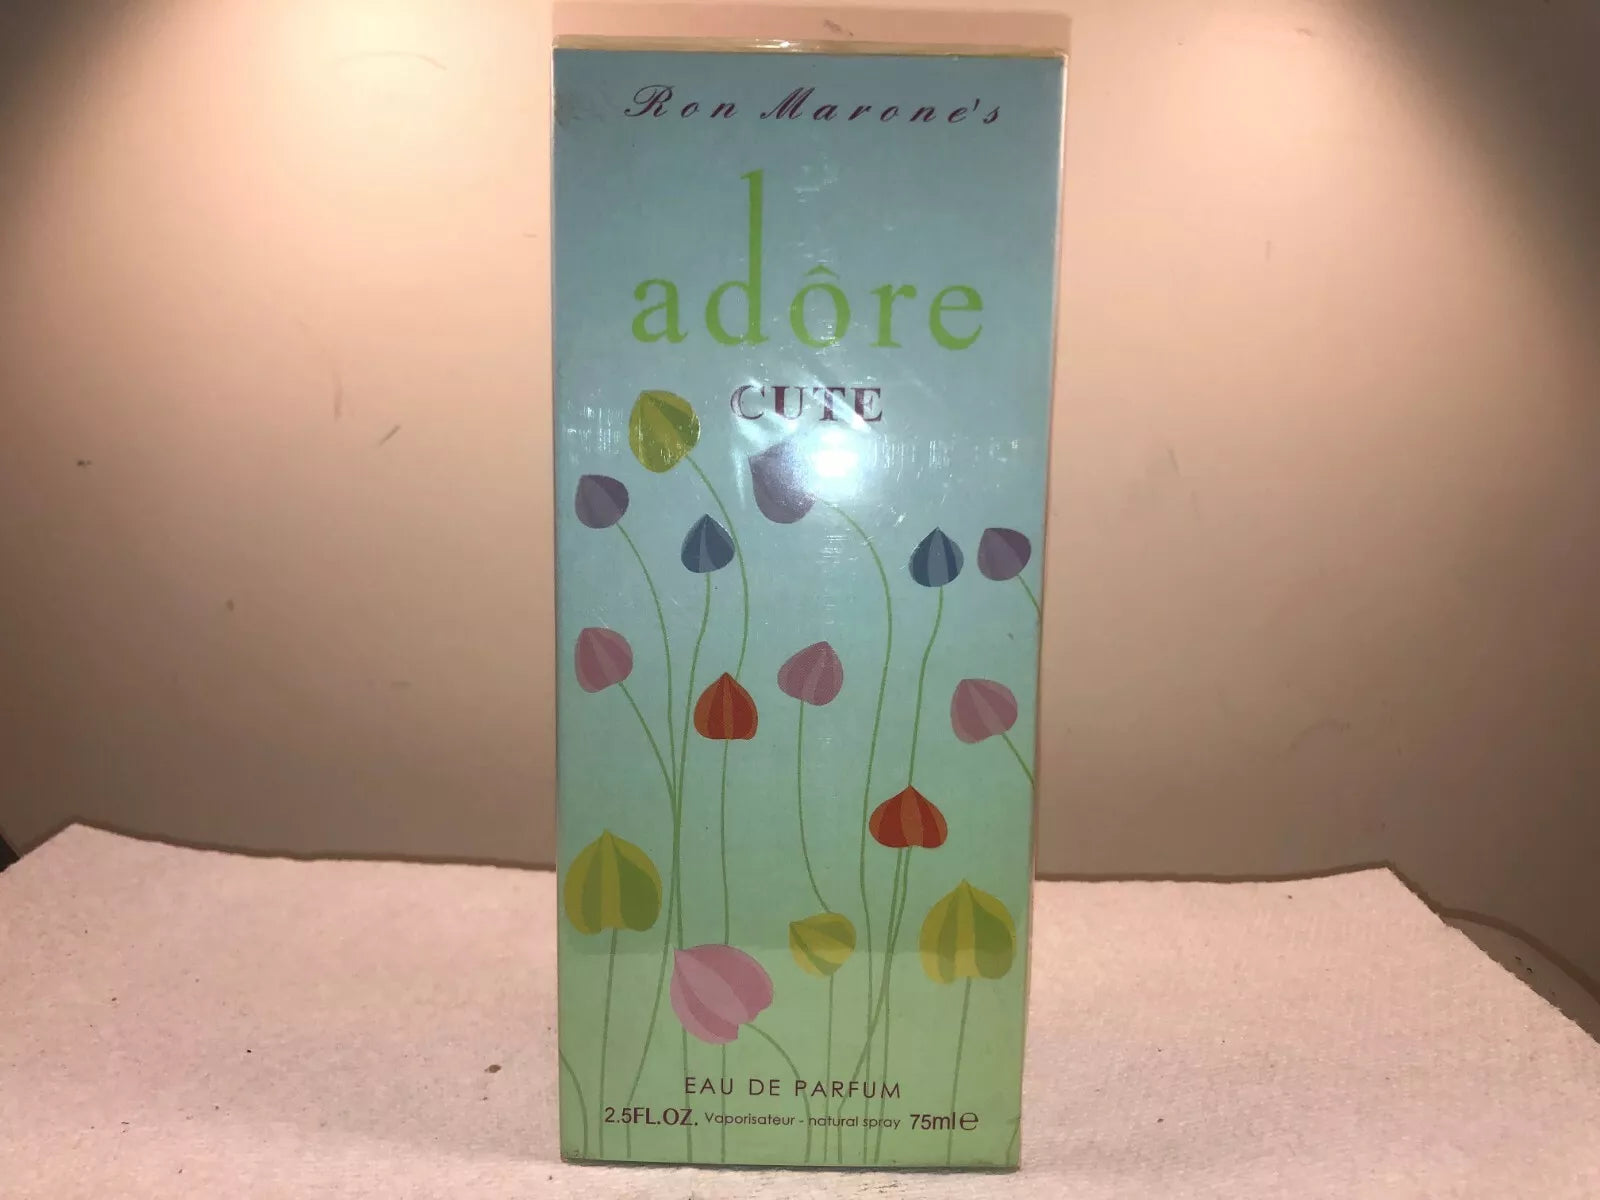 Ron Marone's
adôre
CUTE
EAU DE PARFUM
2.5FL.OZ. Vaporisateur - natural spray 75ml℮